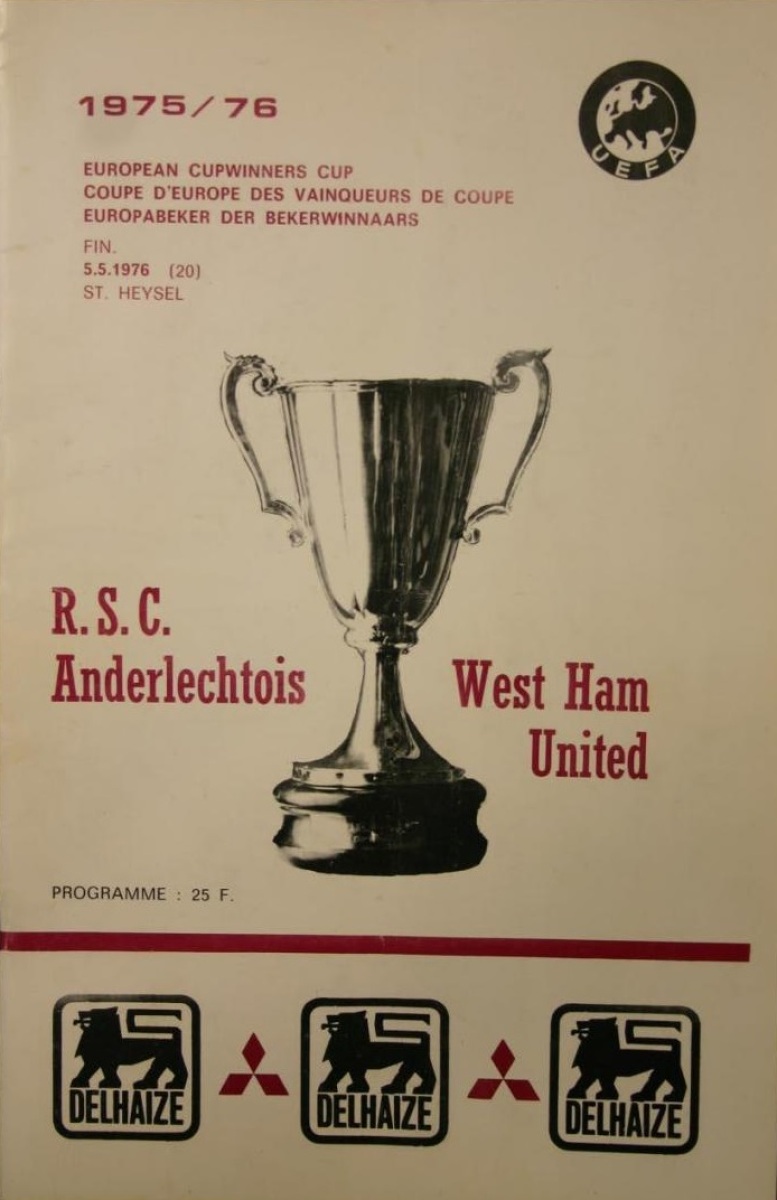 1975/76
UEFA
EUROPEAN CUPWINNERS CUP
COUPE D'EUROPE DES VAINQUEURS DE COUPE
EUROPABEKER DER BEKERWINNAARS
FIN.
5.5.1976 (20)
ST. HEYSEL
R.S.C.
Anderlechtois
West Ham
United
PROGRAMME : 25 F.
DELHAIZE
DELHAIZE
DELHAIZE